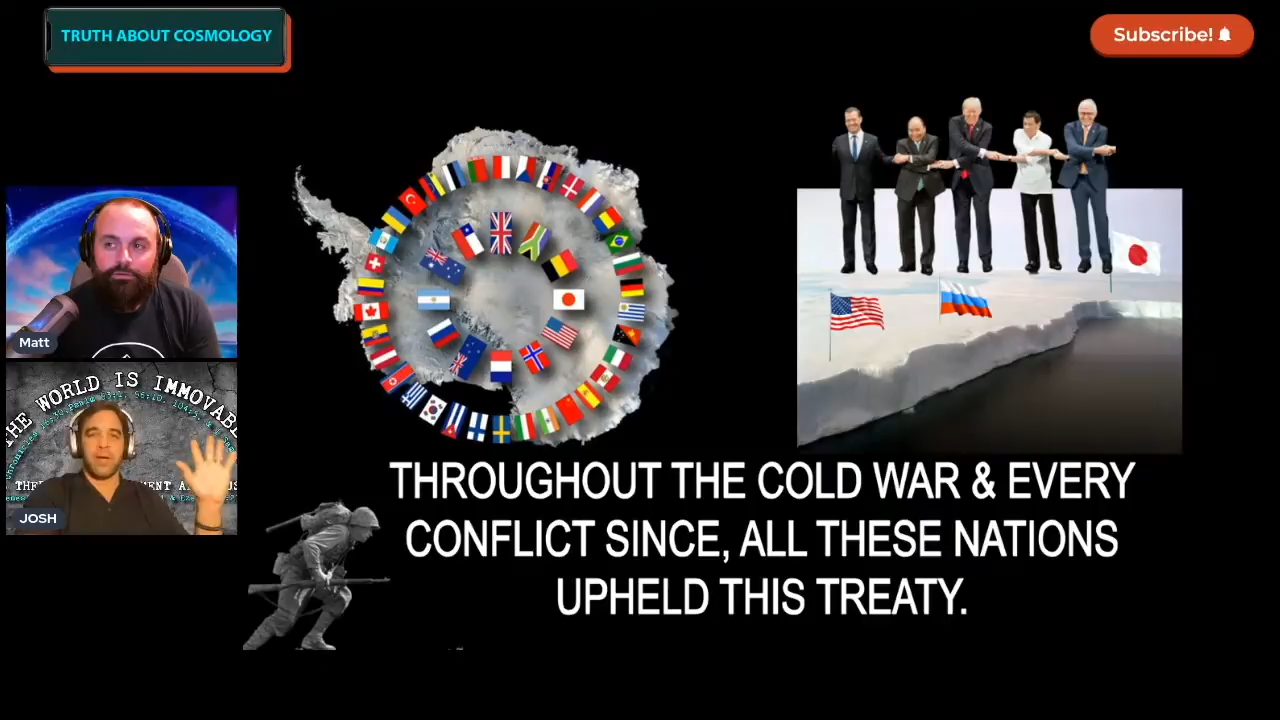 TRUTH ABOUT COSMOLOGY
Subscribe!
Matt
THE WORLD IS IMMOVABL
JOSH
THROUGHOUT THE COLD WAR & EVERY
CONFLICT SINCE, ALL THESE NATIONS
UPHELD THIS TREATY.